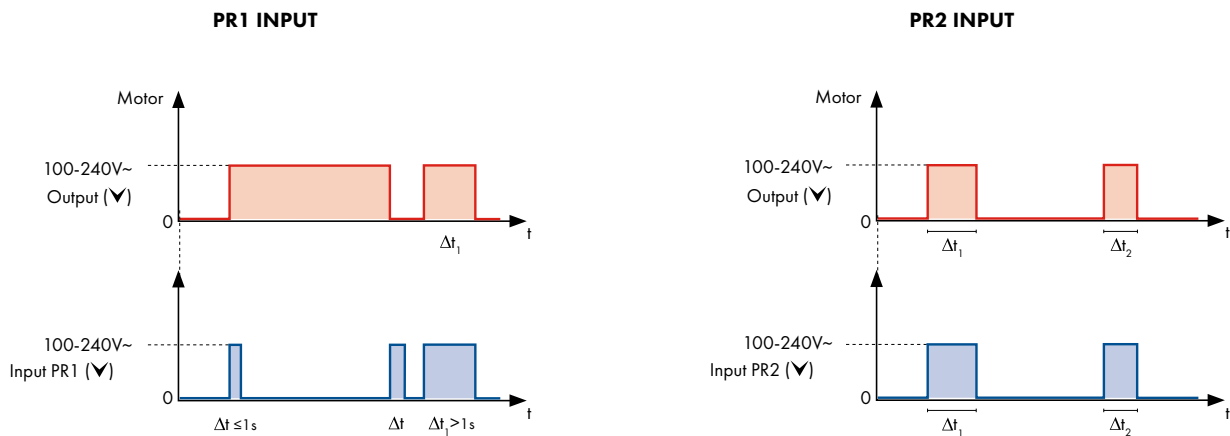 PR1 INPUT
Motor
100-240V~
Output (⮟)
0
t
Δt₁
100-240V~
Input PR1 (⮟)
0
t
Δt ≤1s
Δt
Δt₁>1s
PR2 INPUT
Motor
100-240V~
Output (⮟)
0
t
Δt₁
Δt₂
100-240V~
Input PR2 (⮟)
0
t
Δt₁
Δt₂